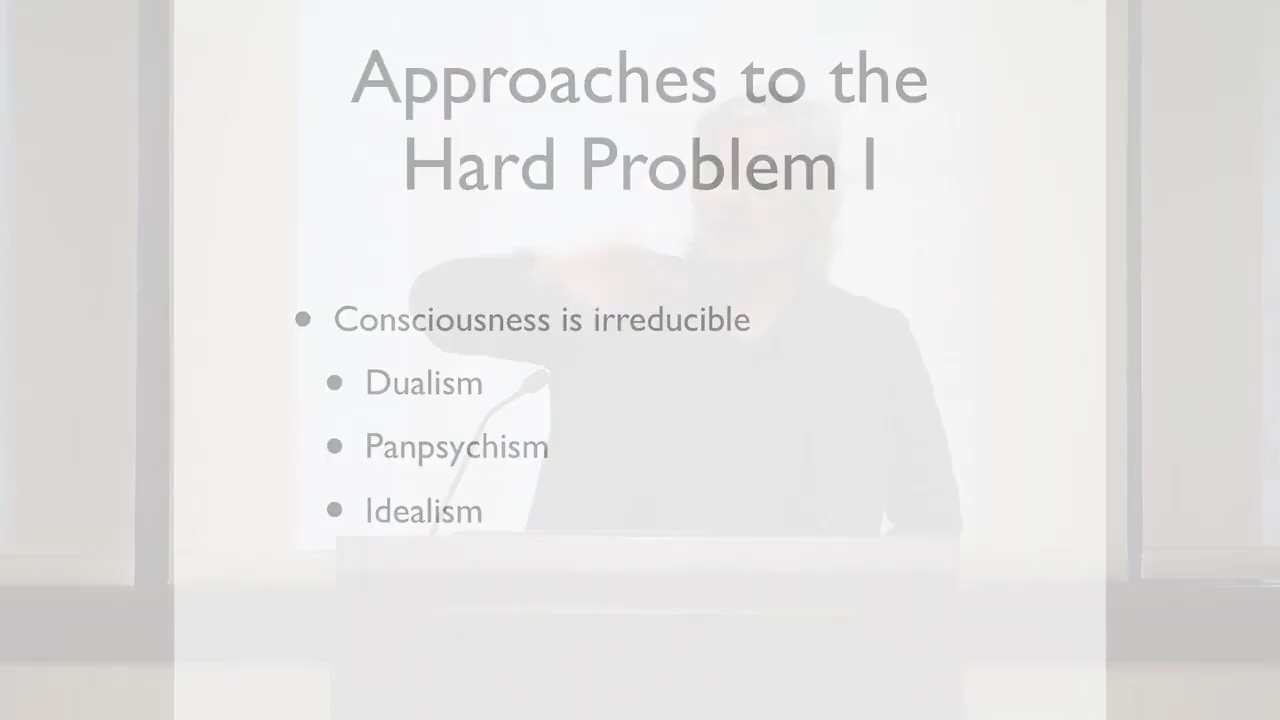 Approaches to the
Hard Problem I
• Consciousness is irreducible
• Dualism
• Panpsychism
• Idealism